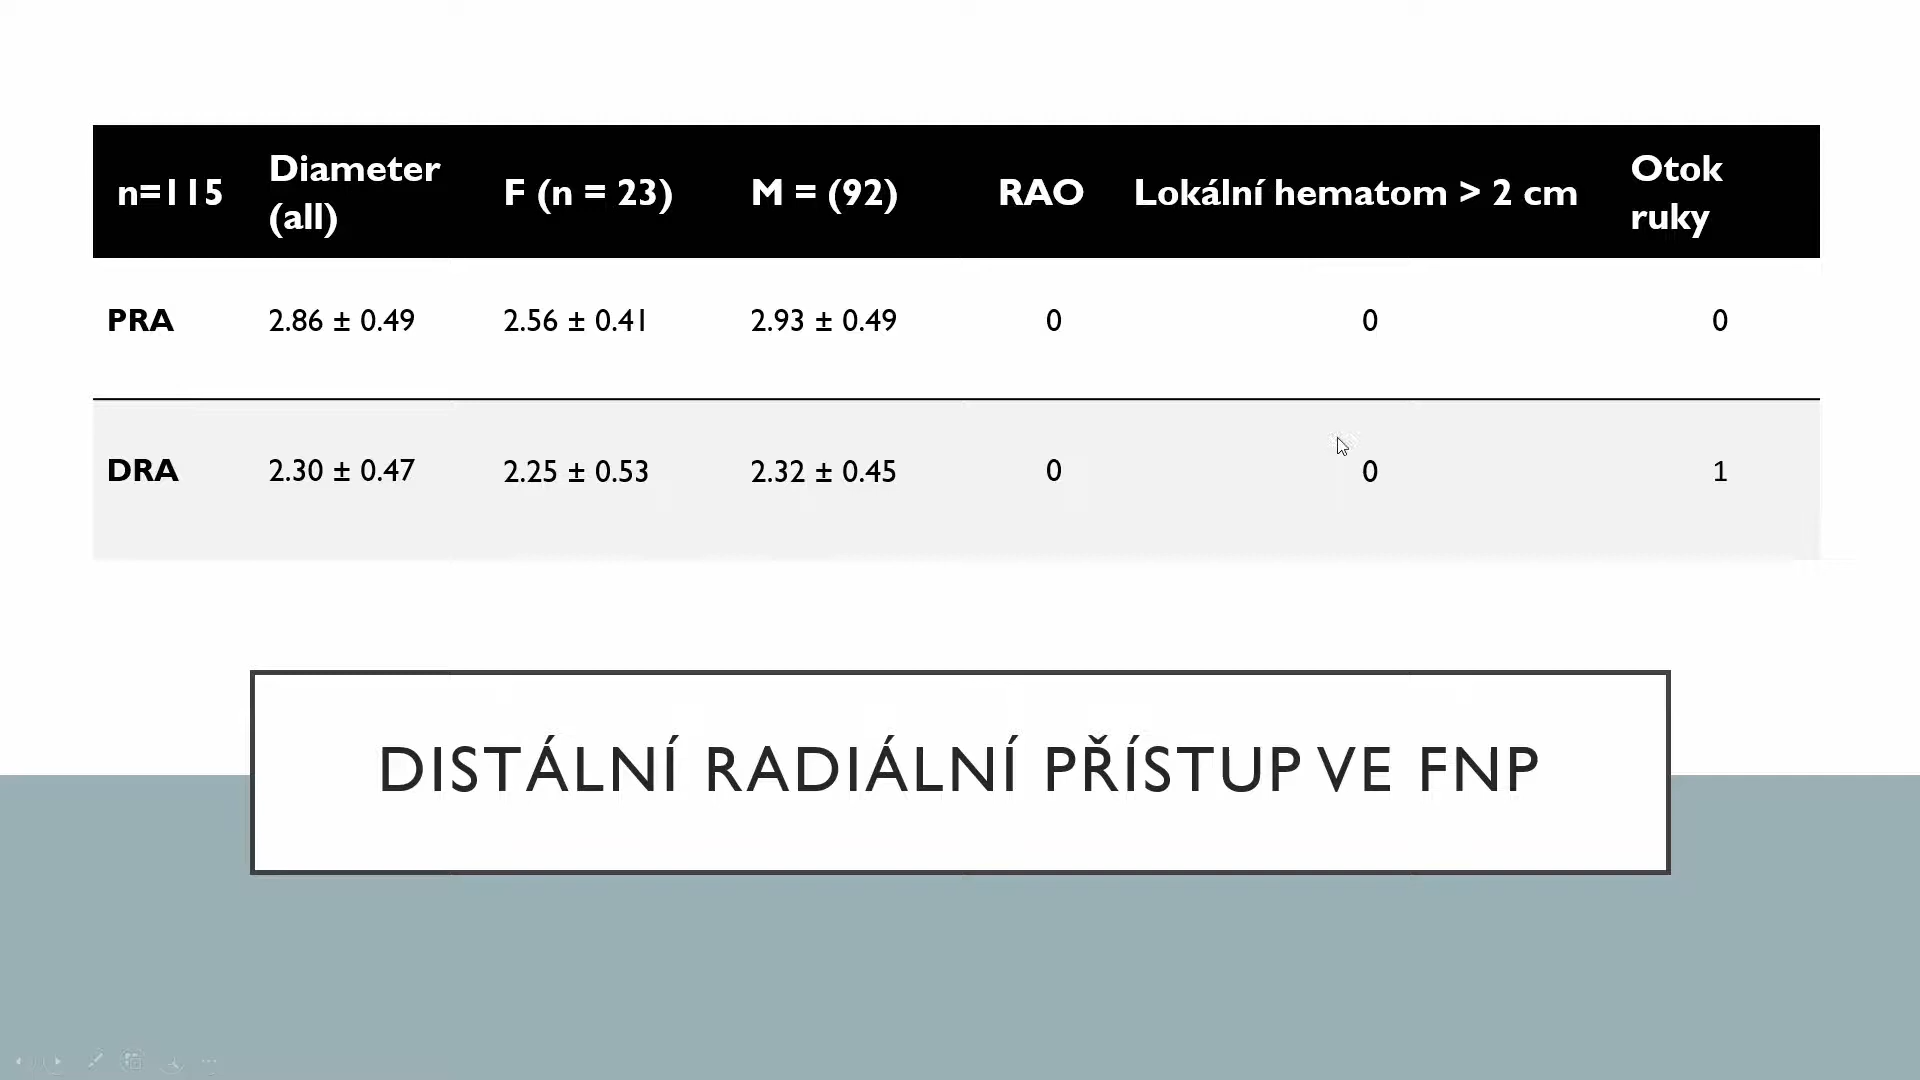 n=115 Diameter (all) F (n = 23) M = (92) RAO Lokální hematom > 2 cm Otok ruky
PRA 2.86 ± 0.49 2.56 ± 0.41 2.93 ± 0.49 0 0 0
DRA 2.30 ± 0.47 2.25 ± 0.53 2.32 ± 0.45 0 0 1
DISTÁLNÍ RADIÁLNÍ PŘÍSTUP VE FNP